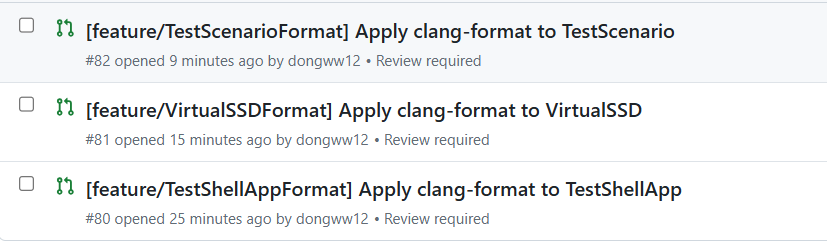 [feature/TestScenarioFormat] Apply clang-format to TestScenario
#82 opened 9 minutes ago by dongww12 • Review required
[feature/VirtualSSDFormat] Apply clang-format to VirtualSSD
#81 opened 15 minutes ago by dongww12 • Review required
[feature/TestShellAppFormat] Apply clang-format to TestShellApp
#80 opened 25 minutes ago by dongww12 • Review required